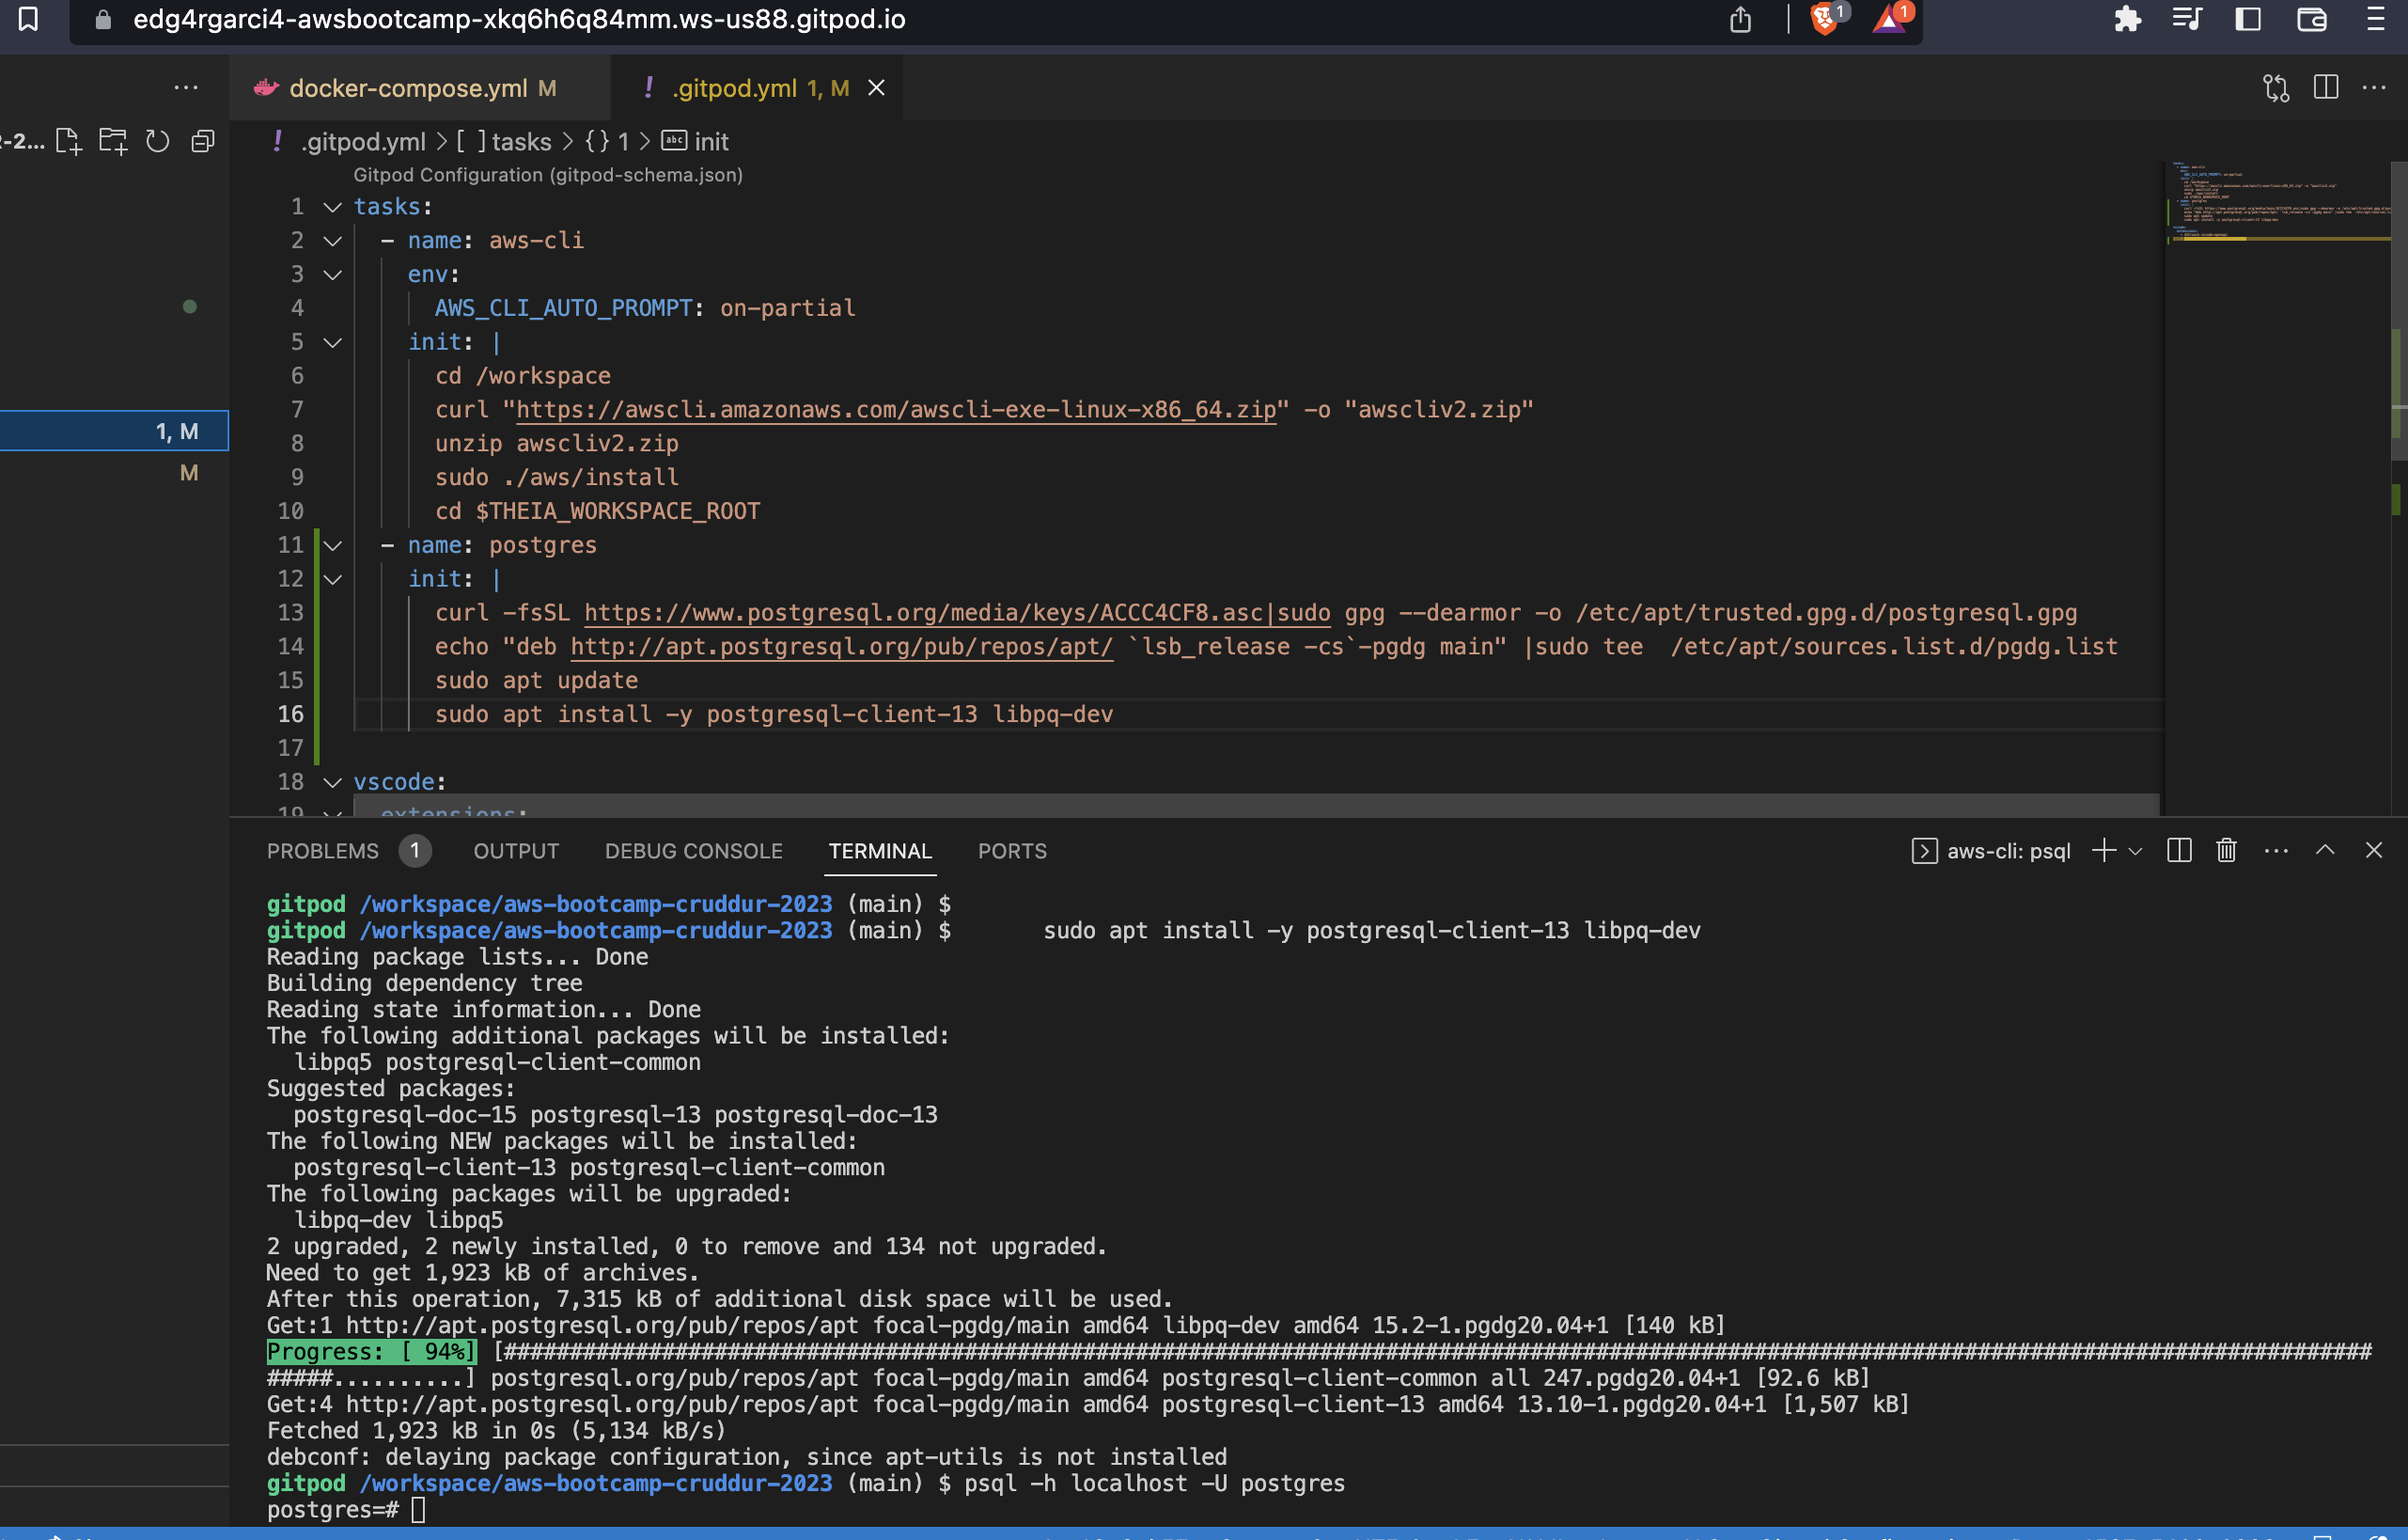 edg4rgarci4-awsbootcamp-xkq6h6q84mm.ws-us88.gitpod.io
1
1
docker-compose.yml M
! .gitpod.yml 1, M
-2...
! .gitpod.yml > [ ] tasks > {} 1 > abc init
Gitpod Configuration (gitpod-schema.json)
1 tasks:
2 - name: aws-cli
3 env:
4 AWS_CLI_AUTO_PROMPT: on-partial
5 init: |
6 cd /workspace
7 curl "https://awscli.amazonaws.com/awscli-exe-linux-x86_64.zip" -o "awscliv2.zip"
8 unzip awscliv2.zip
9 sudo ./aws/install
10 cd $THEIA_WORKSPACE_ROOT
11 - name: postgres
12 init: |
13 curl -fsSL https://www.postgresql.org/media/keys/ACCC4CF8.asc|sudo gpg --dearmor -o /etc/apt/trusted.gpg.d/postgresql.gpg
14 echo "deb http://apt.postgresql.org/pub/repos/apt/ `lsb_release -cs`-pgdg main" |sudo tee  /etc/apt/sources.list.d/pgdg.list
15 sudo apt update
16 sudo apt install -y postgresql-client-13 libpq-dev
17
18 vscode:
19 extensions:
1, M
M
PROBLEMS 1 OUTPUT DEBUG CONSOLE TERMINAL PORTS
aws-cli: psql
gitpod /workspace/aws-bootcamp-cruddur-2023 (main) $
gitpod /workspace/aws-bootcamp-cruddur-2023 (main) $ sudo apt install -y postgresql-client-13 libpq-dev
Reading package lists... Done
Building dependency tree
Reading state information... Done
The following additional packages will be installed:
libpq5 postgresql-client-common
Suggested packages:
postgresql-doc-15 postgresql-13 postgresql-doc-13
The following NEW packages will be installed:
postgresql-client-13 postgresql-client-common
The following packages will be upgraded:
libpq-dev libpq5
2 upgraded, 2 newly installed, 0 to remove and 134 not upgraded.
Need to get 1,923 kB of archives.
After this operation, 7,315 kB of additional disk space will be used.
Get:1 http://apt.postgresql.org/pub/repos/apt focal-pgdg/main amd64 libpq-dev amd64 15.2-1.pgdg20.04+1 [140 kB]
Progress: [ 94%] [##############################################################################################################################################
#####..........] postgresql.org/pub/repos/apt focal-pgdg/main amd64 postgresql-client-common all 247.pgdg20.04+1 [92.6 kB]
Get:4 http://apt.postgresql.org/pub/repos/apt focal-pgdg/main amd64 postgresql-client-13 amd64 13.10-1.pgdg20.04+1 [1,507 kB]
Fetched 1,923 kB in 0s (5,134 kB/s)
debconf: delaying package configuration, since apt-utils is not installed
gitpod /workspace/aws-bootcamp-cruddur-2023 (main) $ psql -h localhost -U postgres
postgres=#